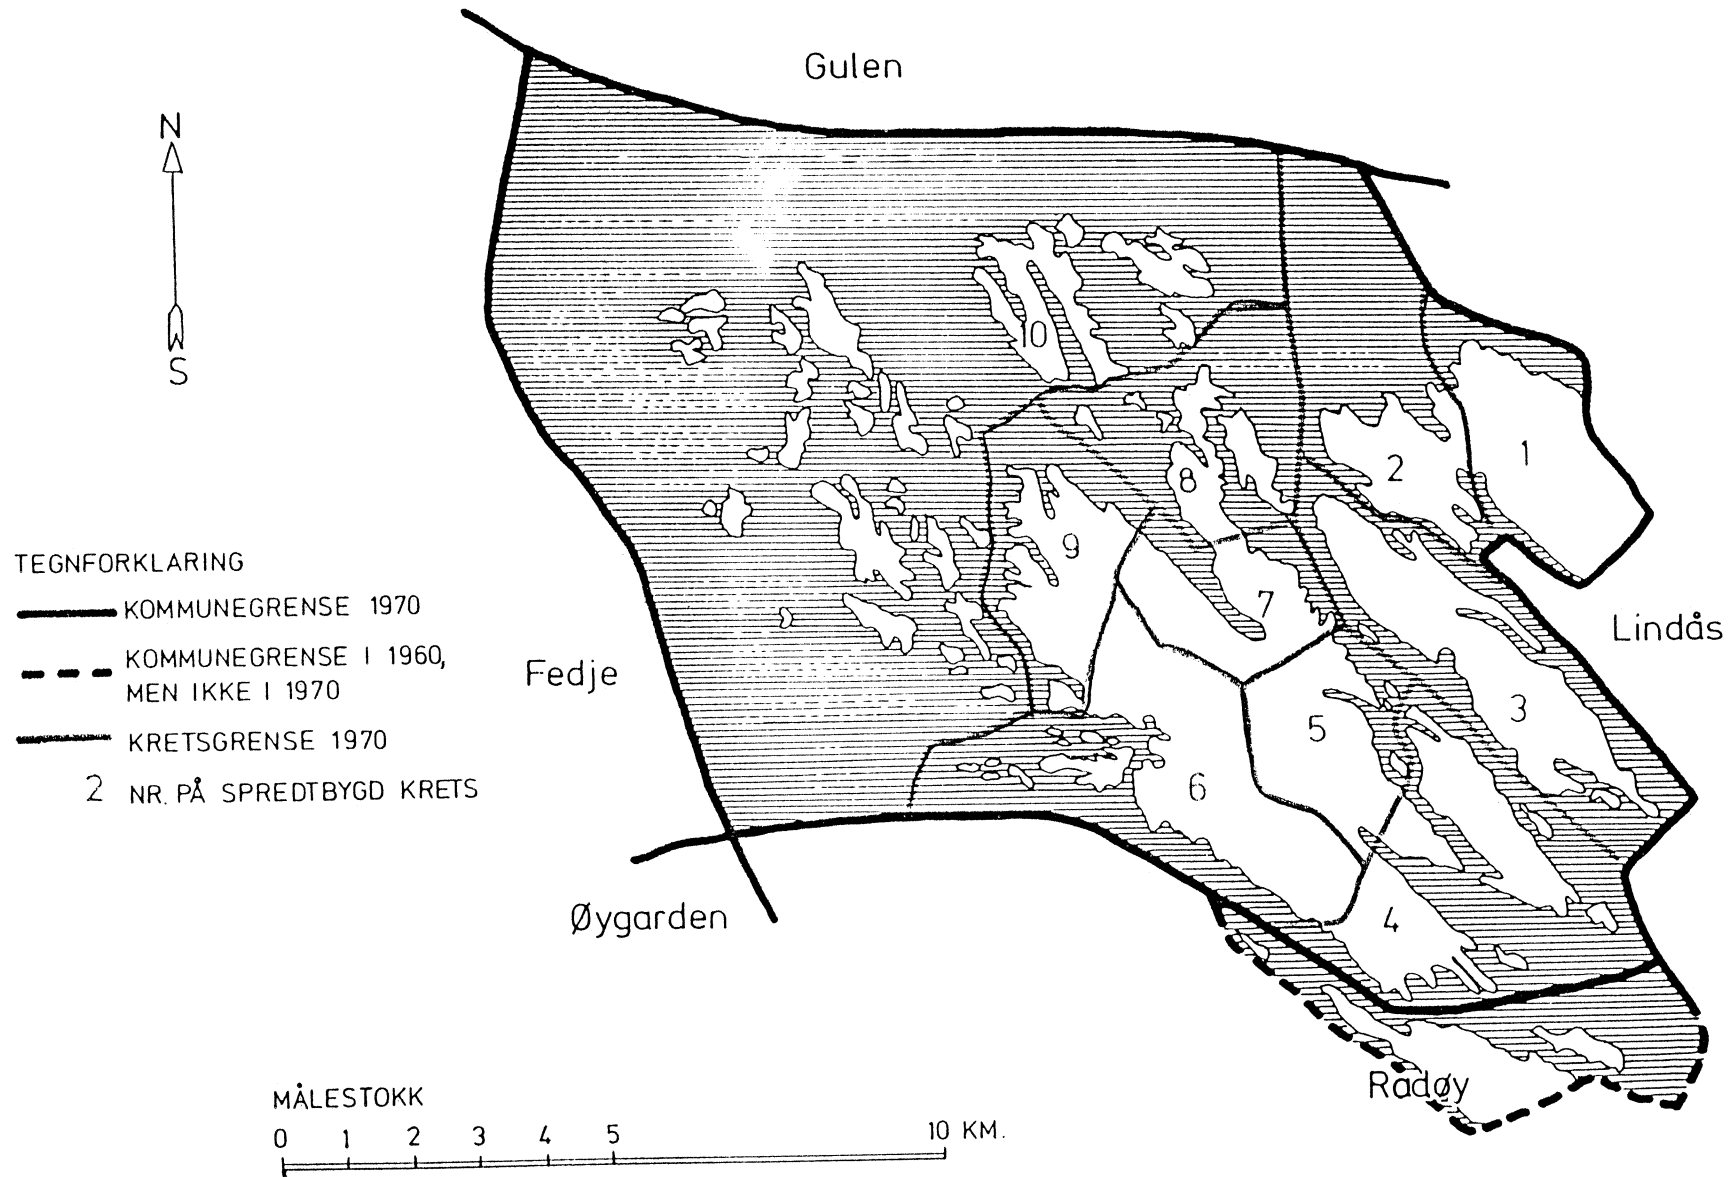 Gulen
N
S
10
1
2
8
9
7
TEGNFORKLARING
KOMMUNEGRENSE 1970
KOMMUNEGRENSE I 1960,
MEN IKKE I 1970
KRETSGRENSE 1970
2 NR. PÅ SPREDTBYGD KRETS
Lindås
Fedje
3
5
6
Øygarden
4
Radøy
MÅLESTOKK
0 1 2 3 4 5 10 KM.